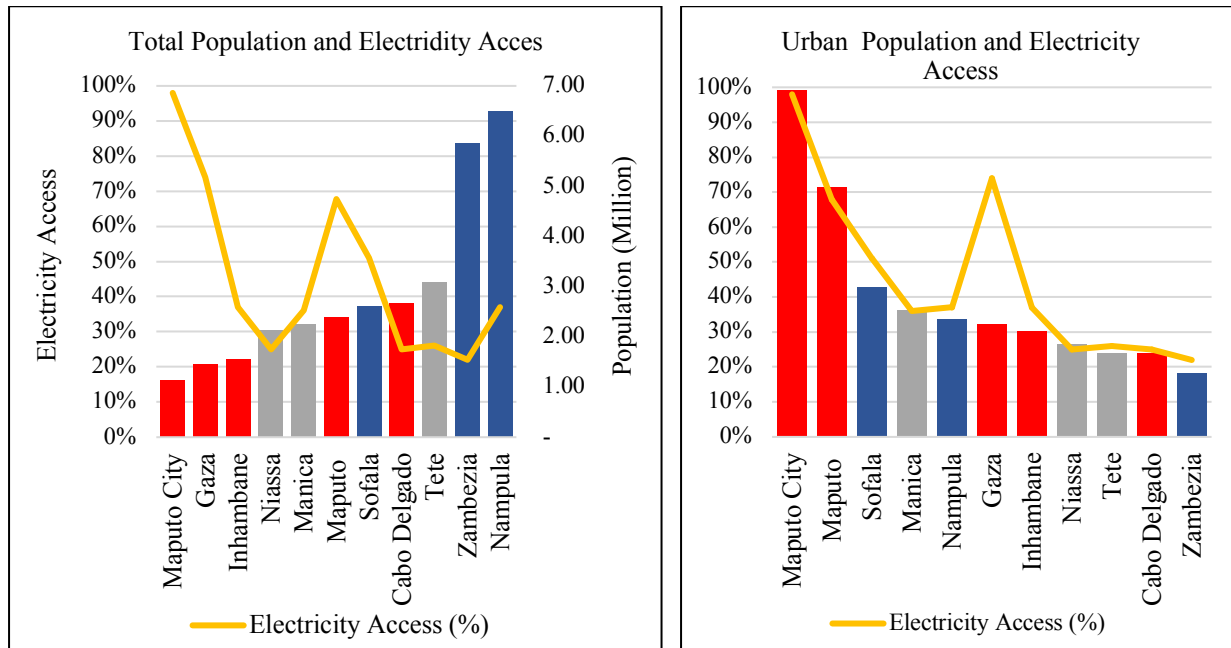 Total Population and Electridity Acces
100%
90%
80%
70%
60%
50%
40%
30%
20%
10%
0%
Electricity Access
7.00
6.00
5.00
4.00
3.00
2.00
1.00
-
Population (Million)
Maputo City
Gaza
Inhambane
Niassa
Manica
Maputo
Sofala
Cabo Delgado
Tete
Zambezia
Nampula
Electricity Access (%)
Urban Population and Electricity
Access
100%
90%
80%
70%
60%
50%
40%
30%
20%
10%
0%
Maputo City
Maputo
Sofala
Manica
Nampula
Gaza
Inhambane
Niassa
Tete
Cabo Delgado
Zambezia
Electricity Access (%)